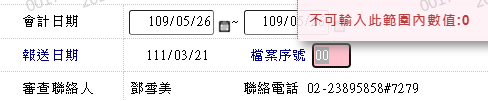 不可輸入此範圍內數值:0
會計日期 109/05/26 ~ 109/05
報送日期 111/03/21 檔案序號 00
審查聯絡人 鄧雪美 聯絡電話 02-23895858#7279